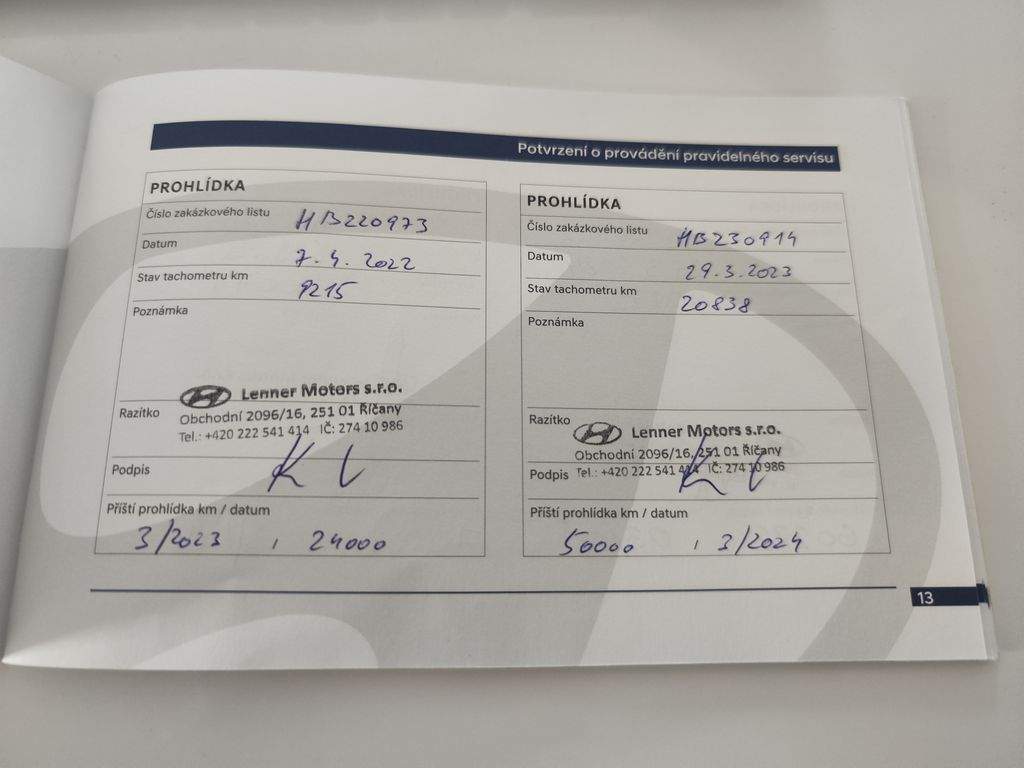 Potvrzení o provádění pravidelného servisu
PROHLÍDKA
Číslo zakázkového listu HB220973
Datum 7.4.2022
Stav tachometru km 9215
Poznámka
Razítko
Lenner Motors s.r.o.
Obchodní 2096/16, 251 01 Říčany
Tel.: +420 222 541 414 IČ: 274 10 986
Podpis
Příští prohlídka km / datum
3/2023 / 24000
PROHLÍDKA
Číslo zakázkového listu HB230914
Datum 29.3.2023
Stav tachometru km 20838
Poznámka
Razítko
Lenner Motors s.r.o.
Obchodní 2096/16, 251 01 Říčany
Podpis Tel.: +420 222 541 414 IČ: 274 10 986
Příští prohlídka km / datum
50000 / 3/2024
13